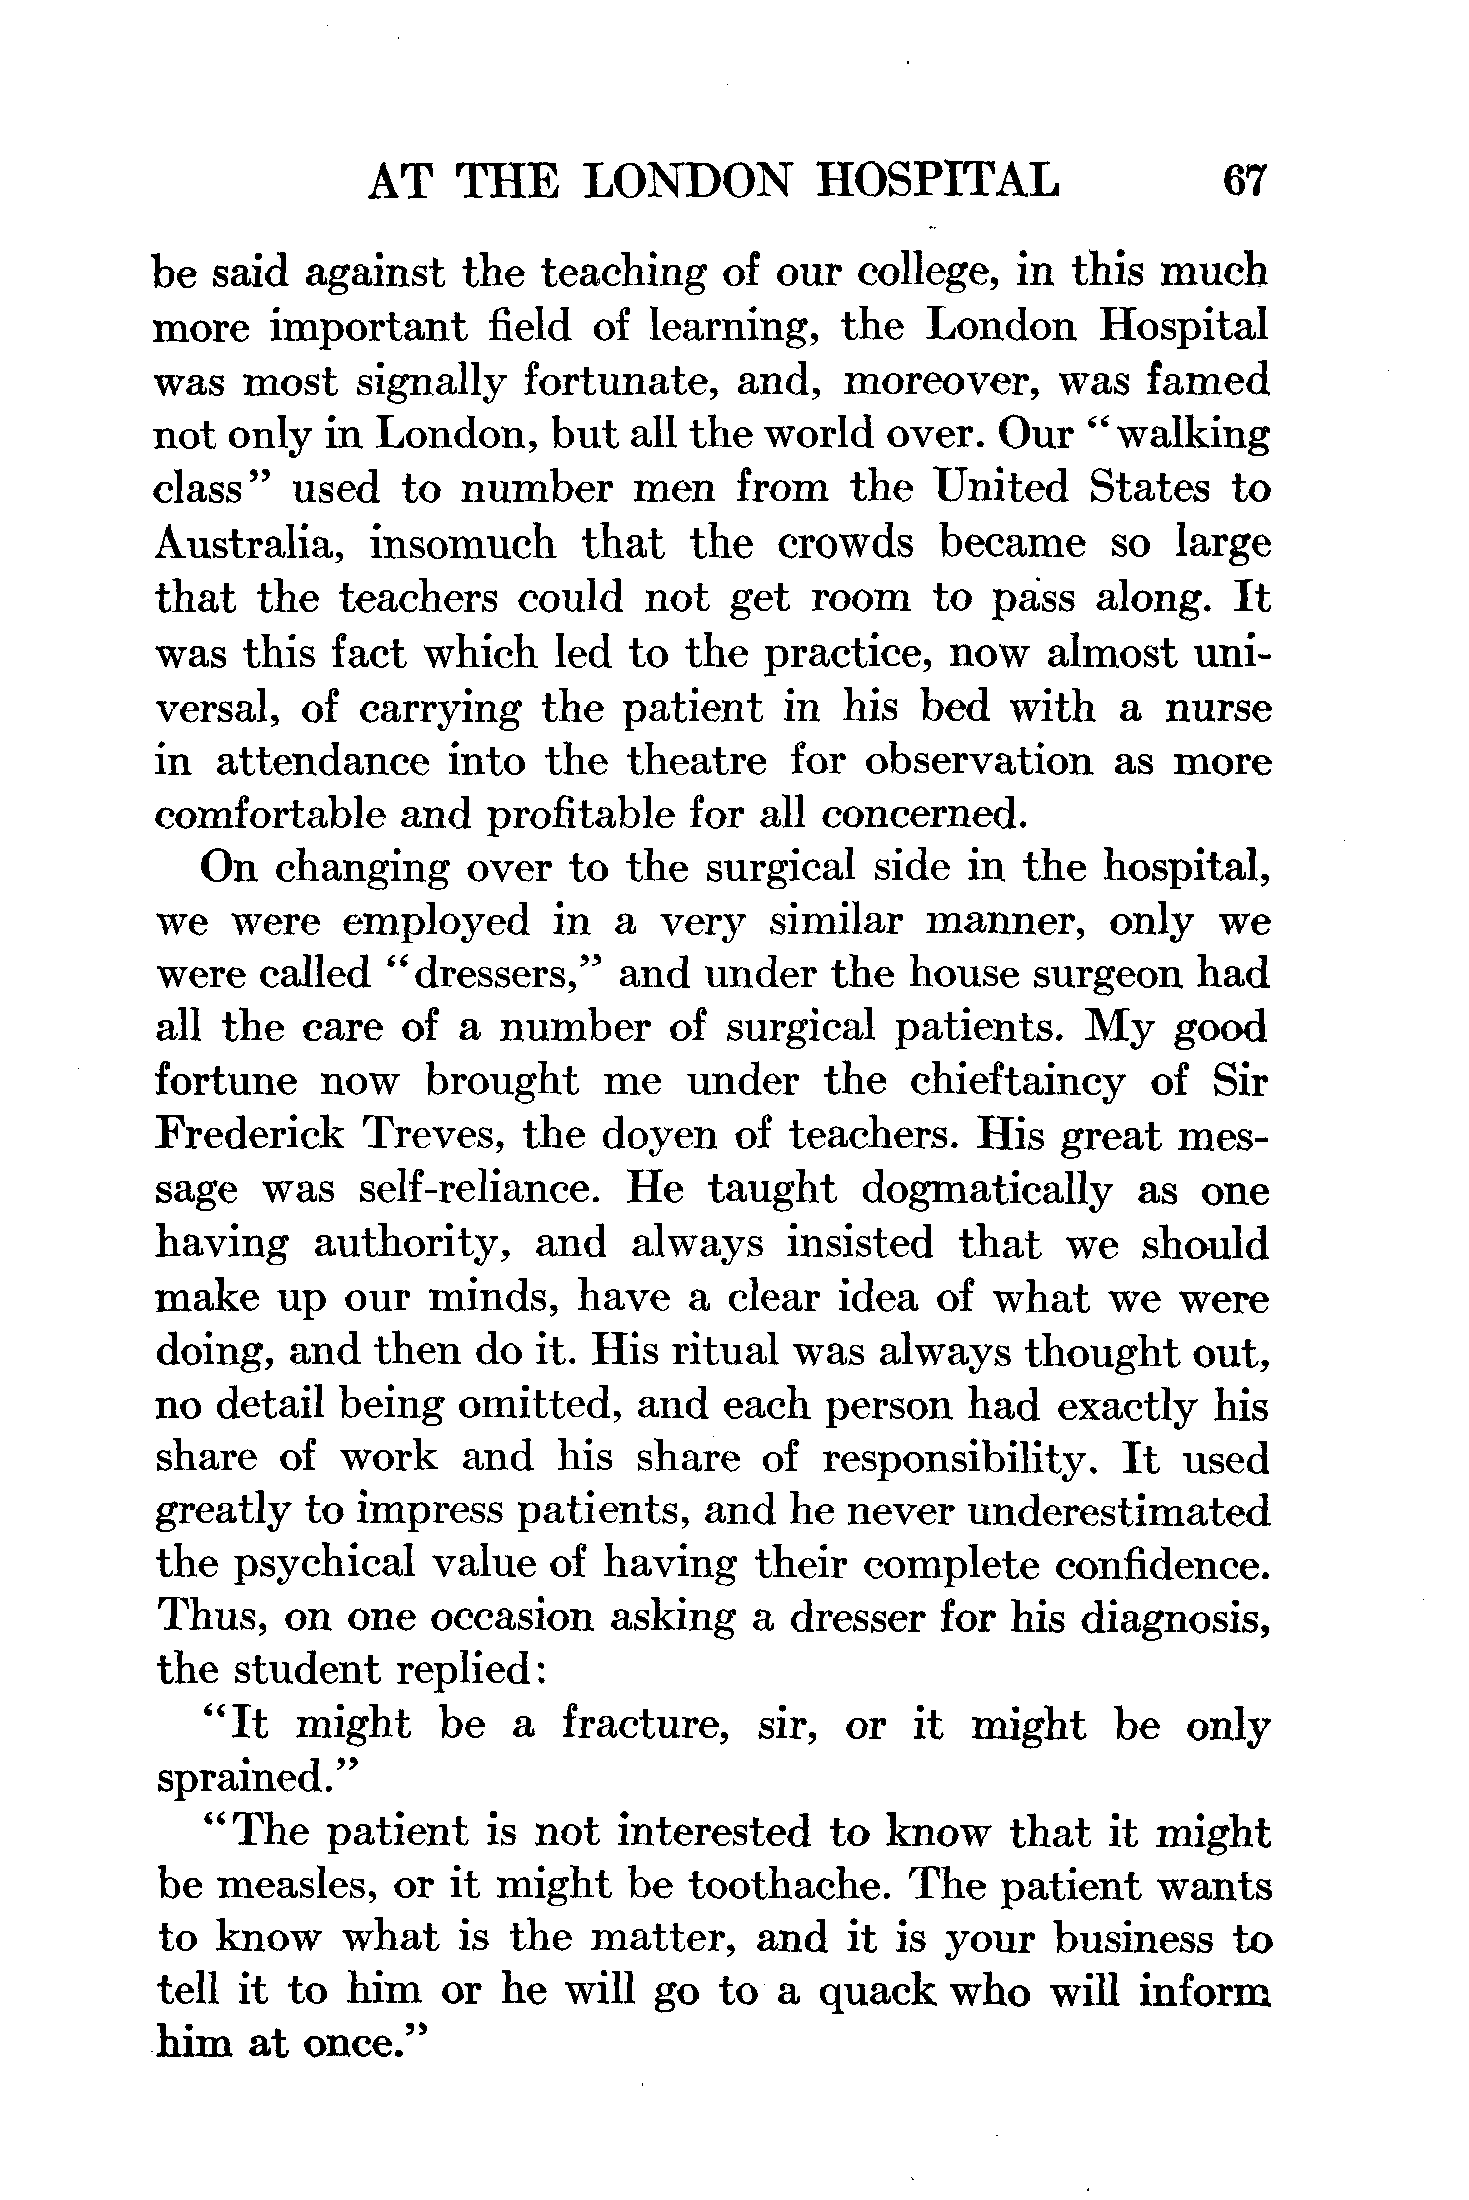 AT THE LONDON HOSPITAL 67
be said against the teaching of our college, in this much
more important field of learning, the London Hospital
was most signally fortunate, and, moreover, was famed
not only in London, but all the world over. Our "walking
class" used to number men from the United States to
Australia, insomuch that the crowds became so large
that the teachers could not get room to pass along. It
was this fact which led to the practice, now almost uni-
versal, of carrying the patient in his bed with a nurse
in attendance into the theatre for observation as more
comfortable and profitable for all concerned.
On changing over to the surgical side in the hospital,
we were employed in a very similar manner, only we
were called "dressers," and under the house surgeon had
all the care of a number of surgical patients. My good
fortune now brought me under the chieftaincy of Sir
Frederick Treves, the doyen of teachers. His great mes-
sage was self-reliance. He taught dogmatically as one
having authority, and always insisted that we should
make up our minds, have a clear idea of what we were
doing, and then do it. His ritual was always thought out,
no detail being omitted, and each person had exactly his
share of work and his share of responsibility. It used
greatly to impress patients, and he never underestimated
the psychical value of having their complete confidence.
Thus, on one occasion asking a dresser for his diagnosis,
the student replied:
"It might be a fracture, sir, or it might be only
sprained."
"The patient is not interested to know that it might
be measles, or it might be toothache. The patient wants
to know what is the matter, and it is your business to
tell it to him or he will go to a quack who will inform
him at once."